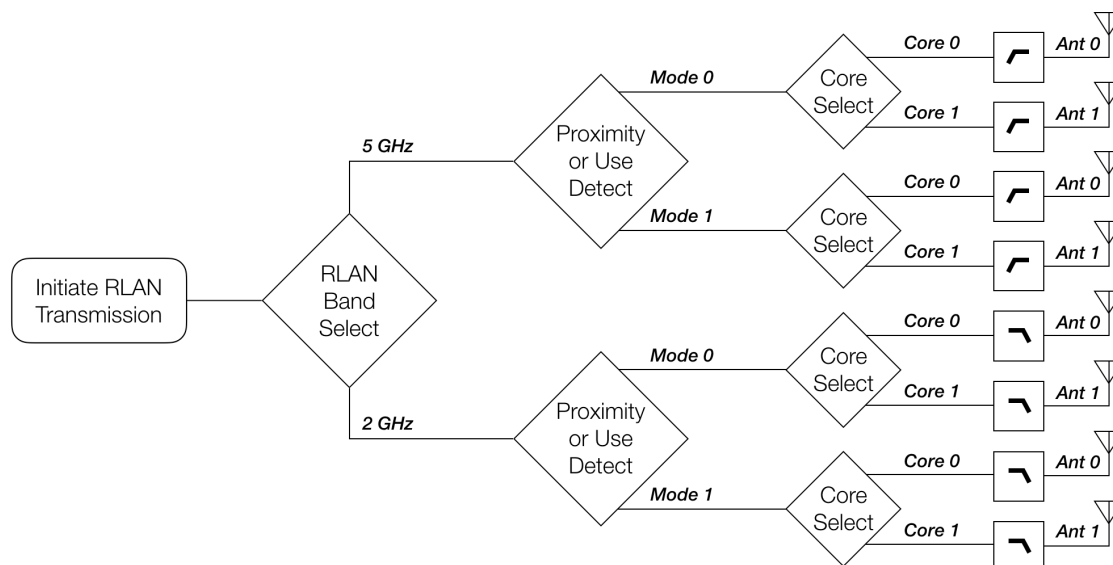 Initiate RLAN
Transmission
RLAN
Band
Select
5 GHz
2 GHz
Proximity
or Use
Detect
Mode 0
Mode 1
Core
Select
Core 0
Ant 0
Core 1
Ant 1
Core
Select
Core 0
Ant 0
Core 1
Ant 1
Proximity
or Use
Detect
Mode 0
Mode 1
Core
Select
Core 0
Ant 0
Core 1
Ant 1
Core
Select
Core 0
Ant 0
Core 1
Ant 1